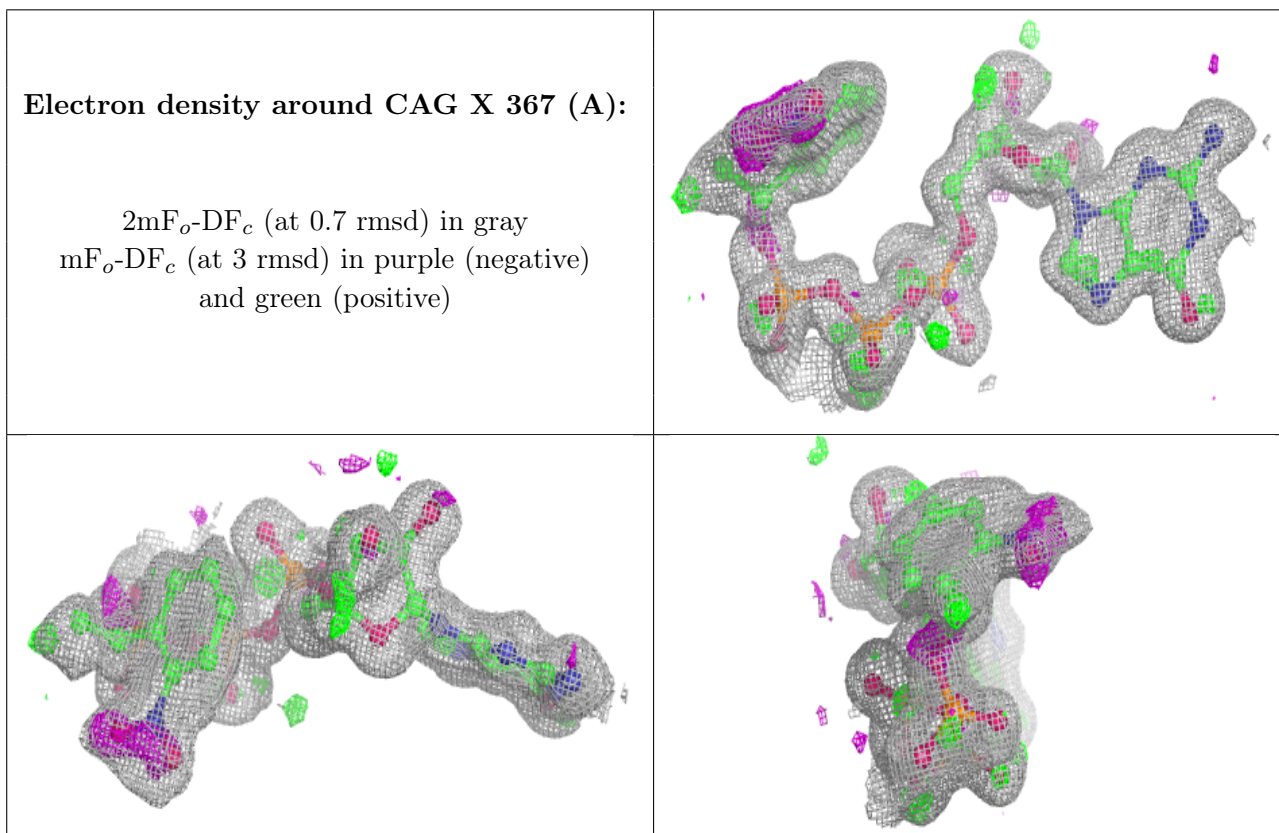 Electron density around CAG X 367 (A):
2mFo-DFc (at 0.7 rmsd) in gray
mFo-DFc (at 3 rmsd) in purple (negative)
and green (positive)